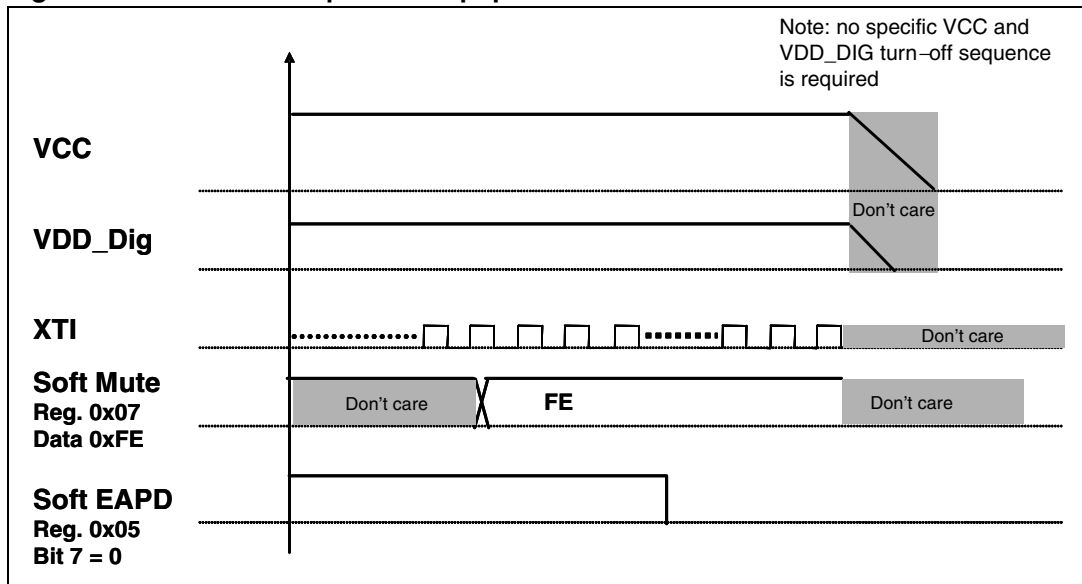 Note: no specific VCC and
VDD_DIG turn-off sequence
is required
VCC
Don't care
VDD_Dig
XTI
Don't care
Soft Mute
Reg. 0x07
Data 0xFE
Don't care
FE
Don't care
Soft EAPD
Reg. 0x05
Bit 7 = 0